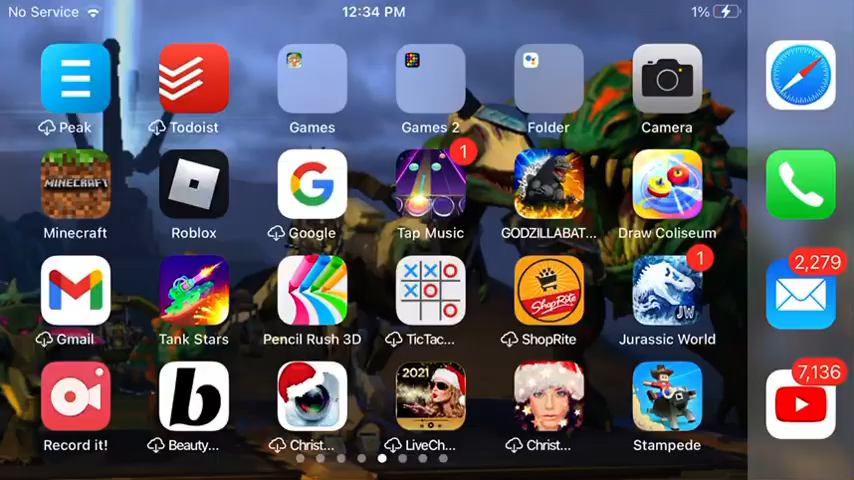 No Service 12:34 PM 1%
Peak Todoist Games Games 2 Folder Camera
MINECRAFT
1
Minecraft Roblox Google Tap Music GODZILLABAT... Draw Coliseum
2,279
1
ShopRite
JW
Gmail Tank Stars Pencil Rush 3D TicTac... ShopRite Jurassic World
7,136
2021
b
Record it! Beauty... Christ... LiveCh... Christ... Stampede